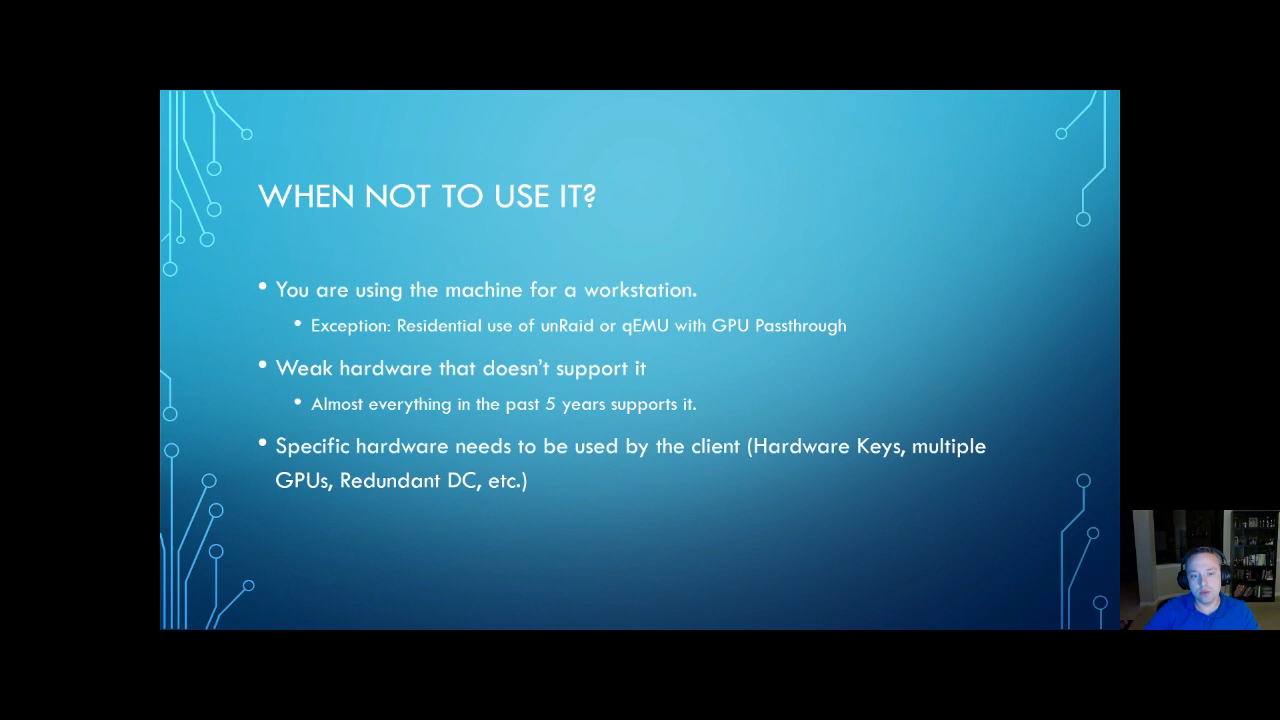 WHEN NOT TO USE IT?
• You are using the machine for a workstation.
• Exception: Residential use of unRaid or qEMU with GPU Passthrough
• Weak hardware that doesn't support it
• Almost everything in the past 5 years supports it.
• Specific hardware needs to be used by the client (Hardware Keys, multiple
GPUs, Redundant DC, etc.)